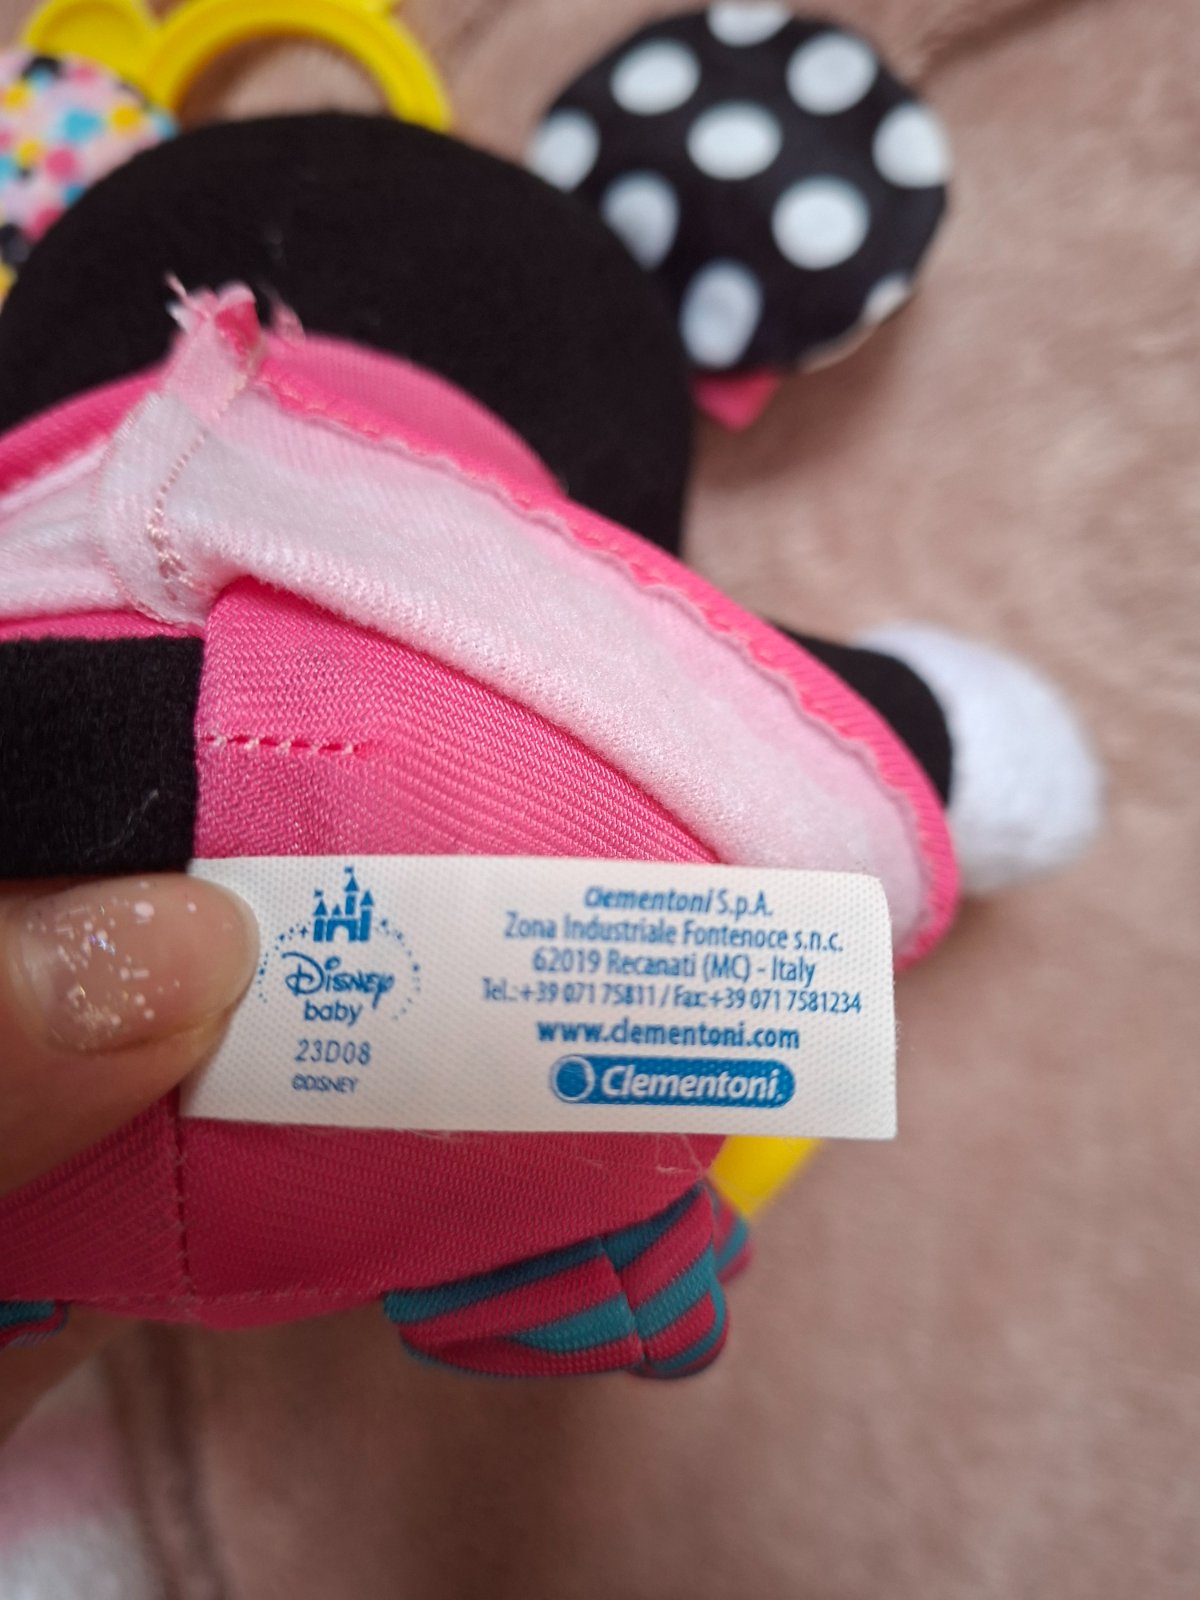 Disney
baby
23D08
©DISNEY
Clementoni S.p.A.
Zona Industriale Fontenoce s.n.c.
62019 Recanati (MC) - Italy
Tel.:+39 071 75811 / Fax:+39 071 7581234
www.clementoni.com
Clementoni®